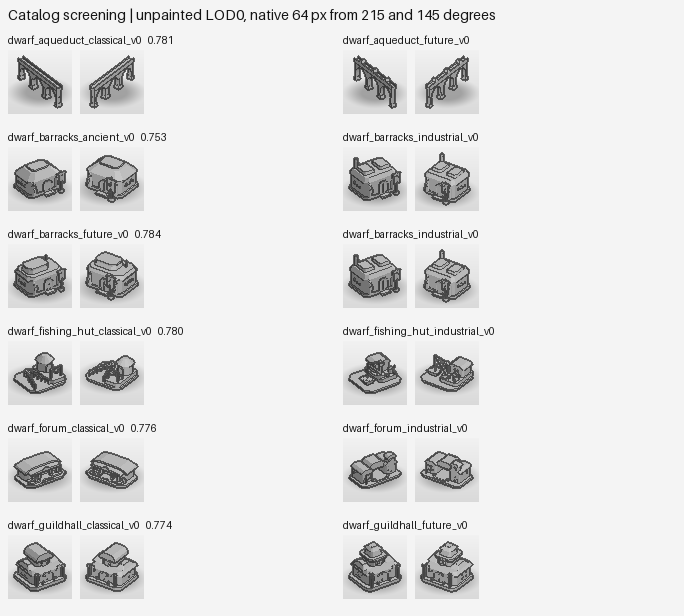 Catalog screening | unpainted LOD0, native 64 px from 215 and 145 degrees
dwarf_aqueduct_classical_v0 0.781
dwarf_aqueduct_future_v0
dwarf_barracks_ancient_v0 0.753
dwarf_barracks_industrial_v0
dwarf_barracks_future_v0 0.784
dwarf_barracks_industrial_v0
dwarf_fishing_hut_classical_v0 0.780
dwarf_fishing_hut_industrial_v0
dwarf_forum_classical_v0 0.776
dwarf_forum_industrial_v0
dwarf_guildhall_classical_v0 0.774
dwarf_guildhall_future_v0